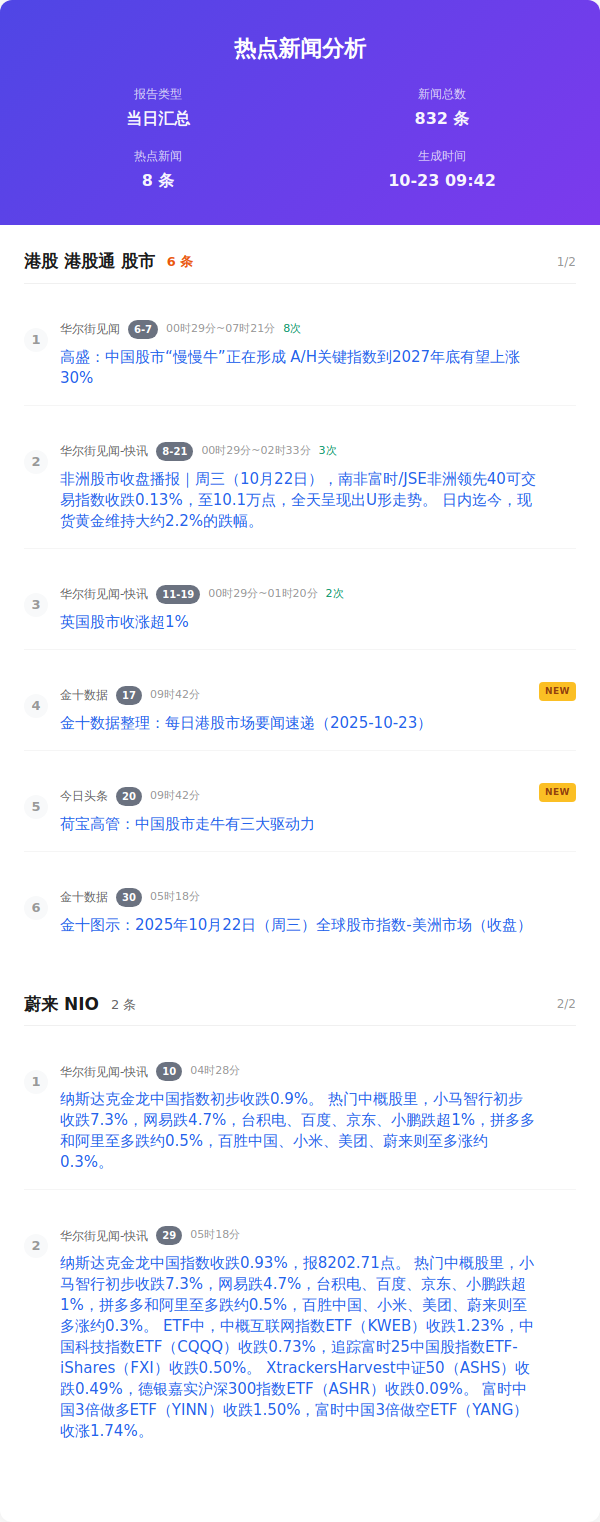 热点新闻分析
报告类型
当日汇总
新闻总数
832 条
热点新闻
8 条
生成时间
10-23 09:42
港股 港股通 股市 6 条 1/2
1
华尔街见闻 6-7 00时29分~07时21分 8次
高盛：中国股市“慢慢牛”正在形成 A/H关键指数到2027年底有望上涨
30%
2
华尔街见闻-快讯 8-21 00时29分~02时33分 3次
非洲股市收盘播报｜周三（10月22日），南非富时/JSE非洲领先40可交
易指数收跌0.13%，至10.1万点，全天呈现出U形走势。 日内迄今，现
货黄金维持大约2.2%的跌幅。
3
华尔街见闻-快讯 11-19 00时29分~01时20分 2次
英国股市收涨超1%
4
金十数据 17 09时42分 NEW
金十数据整理：每日港股市场要闻速递（2025-10-23）
5
今日头条 20 09时42分 NEW
荷宝高管：中国股市走牛有三大驱动力
6
金十数据 30 05时18分
金十图示：2025年10月22日（周三）全球股市指数-美洲市场（收盘）
蔚来 NIO 2 条 2/2
1
华尔街见闻-快讯 10 04时28分
纳斯达克金龙中国指数初步收跌0.9%。 热门中概股里，小马智行初步
收跌7.3%，网易跌4.7%，台积电、百度、京东、小鹏跌超1%，拼多多
和阿里至多跌约0.5%，百胜中国、小米、美团、蔚来则至多涨约
0.3%。
2
华尔街见闻-快讯 29 05时18分
纳斯达克金龙中国指数收跌0.93%，报8202.71点。 热门中概股里，小
马智行初步收跌7.3%，网易跌4.7%，台积电、百度、京东、小鹏跌超
1%，拼多多和阿里至多跌约0.5%，百胜中国、小米、美团、蔚来则至
多涨约0.3%。 ETF中，中概互联网指数ETF（KWEB）收跌1.23%，中
国科技指数ETF（CQQQ）收跌0.73%，追踪富时25中国股指数ETF-
iShares（FXI）收跌0.50%。 XtrackersHarvest中证50（ASHS）收
跌0.49%，德银嘉实沪深300指数ETF（ASHR）收跌0.09%。 富时中
国3倍做多ETF（YINN）收跌1.50%，富时中国3倍做空ETF（YANG）
收涨1.74%。